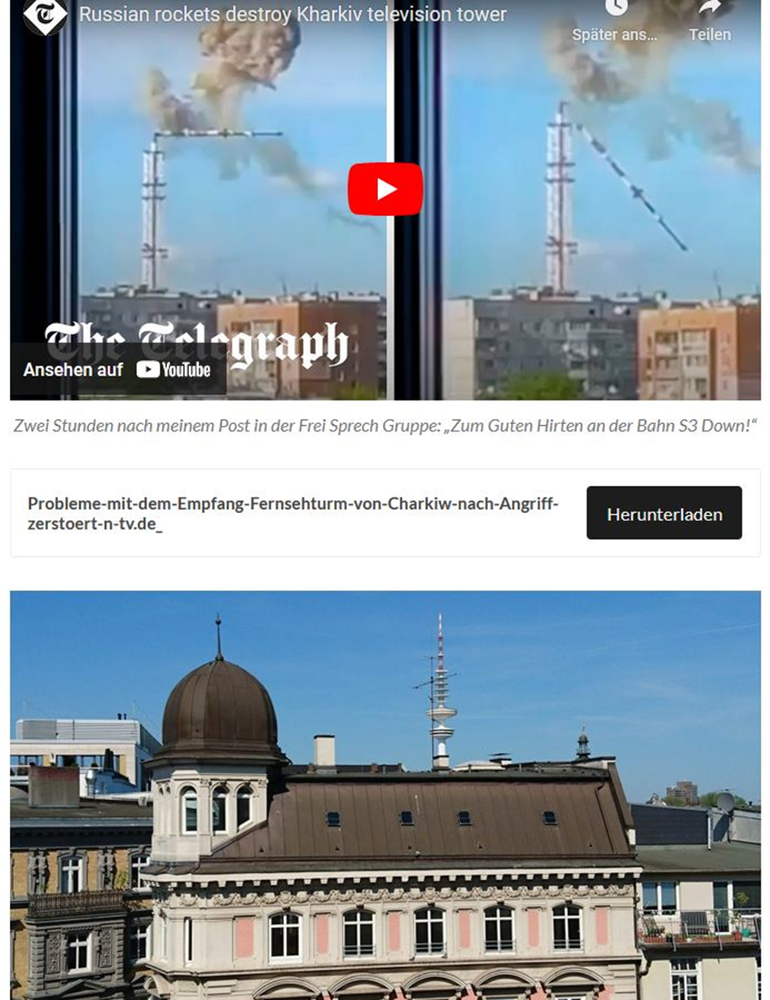 Russian rockets destroy Kharkiv television tower
Später ans...
Teilen
The Telegraph
Ansehen auf YouTube
Zwei Stunden nach meinem Post in der Frei Sprech Gruppe: „Zum Guten Hirten an der Bahn S3 Down!“
Probleme-mit-dem-Empfang-Fernsehturm-von-Charkiw-nach-Angriff-
zerstoert-n-tv.de_
Herunterladen